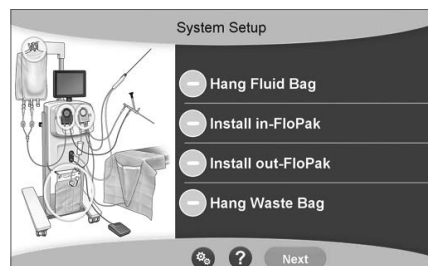 System Setup
Hang Fluid Bag
Install in-FloPak
Install out-FloPak
Hang Waste Bag
?
Next